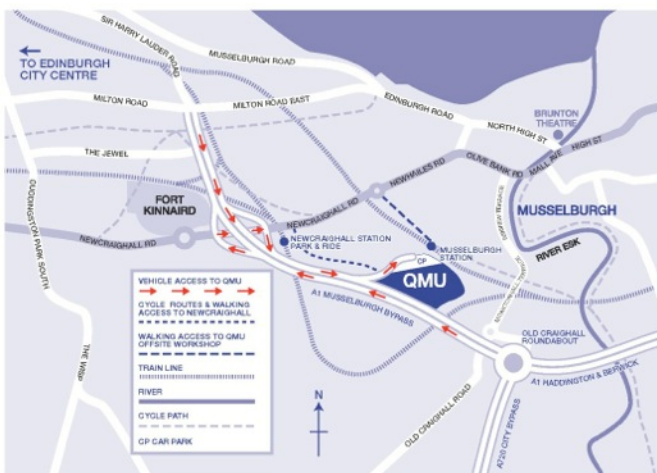 SIR HARRY LAUDER ROAD
MUSSELBURGH ROAD
TO EDINBURGH
CITY CENTRE
MILTON ROAD
MILTON ROAD EAST
EDINBURGH ROAD
BRUNTON
THEATRE
NORTH HIGH ST
HIGH ST
MALL AVE
THE JEWEL
NEWHAILES RD
OLIVE BANK RD
FORT
KINNAIRD
DUDDINGSTON PARK SOUTH
MUSSELBURGH
NEWCRAIGHALL RD
NEWCRAIGHALL RD
NEWCRAIGHALL STATION
PARK & RIDE
MUSSELBURGH
STATION
RIVER ESK
CP
QMU
VEHICLE ACCESS TO QMU
CYCLE ROUTES & WALKING
ACCESS TO NEWCRAIGHALL
WALKING ACCESS TO QMU
OFFSITE WORKSHOP
TRAIN LINE
RIVER
CYCLE PATH
CP CAR PARK
A1 MUSSELBURGH BYPASS
OLD CRAIGHALL
ROUNDABOUT
THE WISP
N
A1 HADDINGTON & BERWICK
OLD CRAIGHALL ROAD
A720 CITY BYPASS